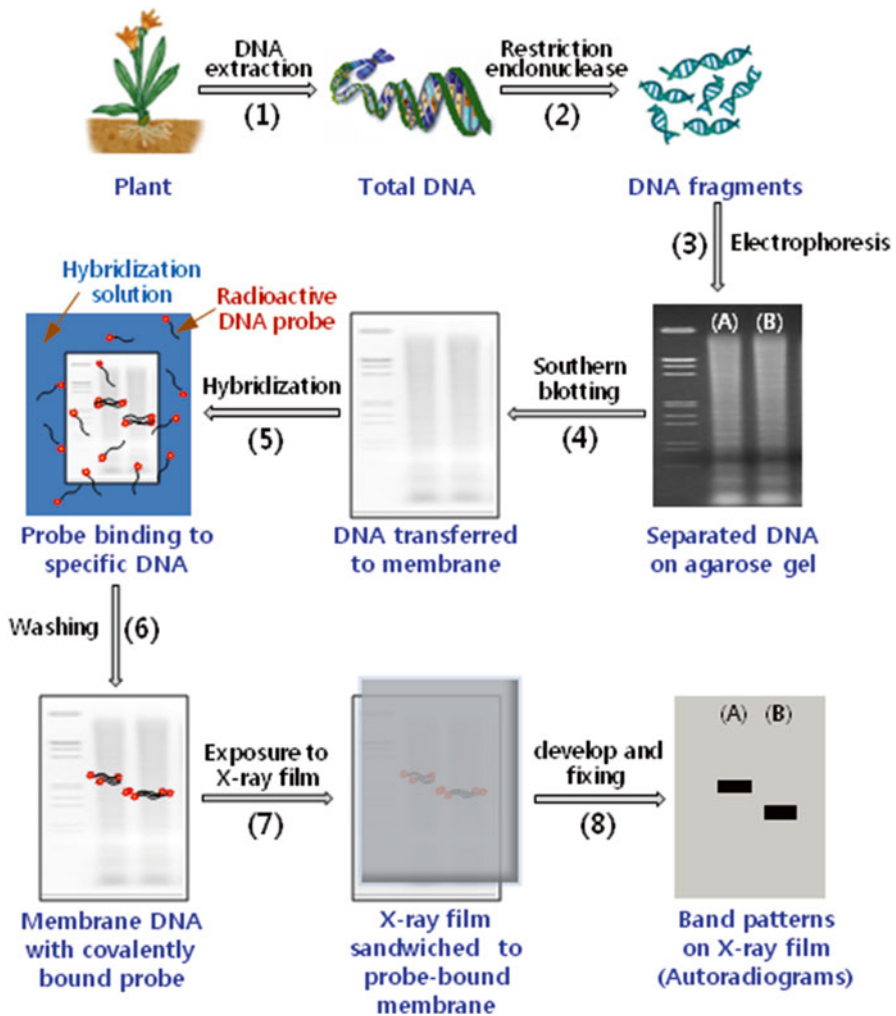 DNA
extraction
(1)
Restriction
endonuclease
(2)
Plant
Total DNA
DNA fragments
(3)
Electrophoresis
Hybridization
solution
Radioactive
DNA probe
(A) (B)
Hybridization
(5)
Southern
blotting
(4)
Probe binding to
specific DNA
DNA transferred
to membrane
Separated DNA
on agarose gel
Washing
(6)
Exposure to
X-ray film
(7)
develop and
fixing
(8)
(A) (B)
Membrane DNA
with covalently
bound probe
X-ray film
sandwiched to
probe-bound
membrane
Band patterns
on X-ray film
(Autoradiograms)